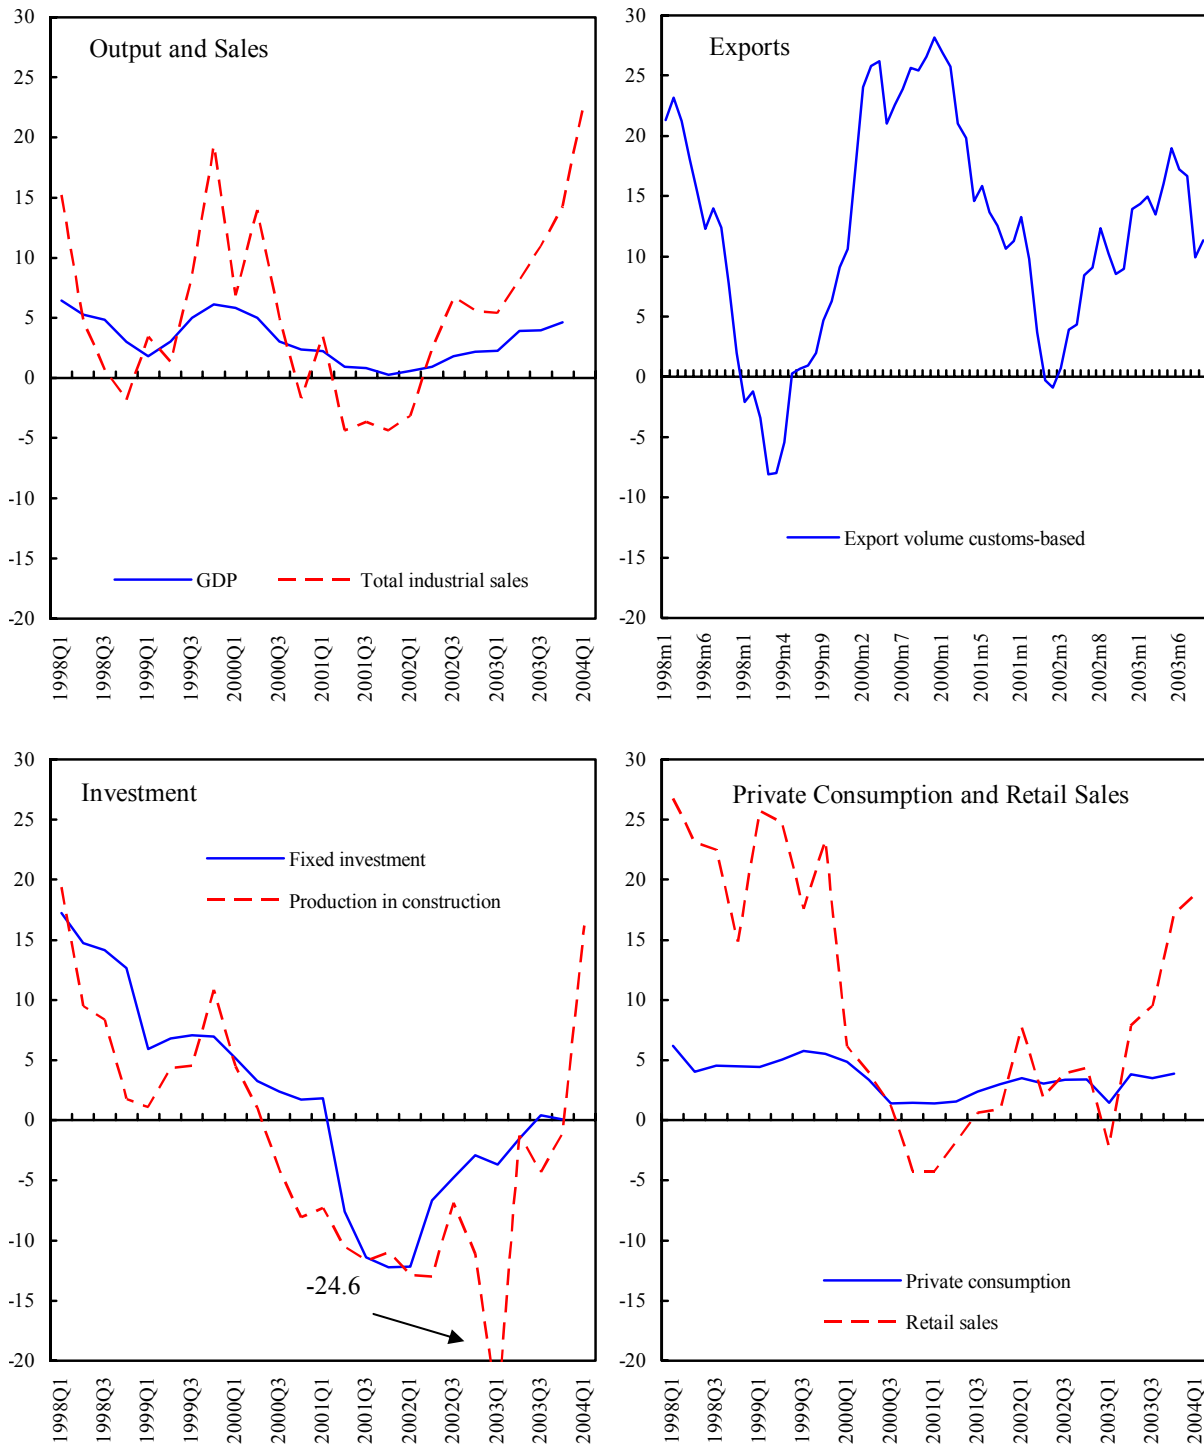 Output and Sales
30
25
20
15
10
5
0
-5
-10
-15
-20
GDP
Total industrial sales
1998Q1
1998Q3
1999Q1
1999Q3
2000Q1
2000Q3
2001Q1
2001Q3
2002Q1
2002Q3
2003Q1
2003Q3
2004Q1
Exports
30
25
20
15
10
5
0
-5
-10
-15
-20
Export volume customs-based
1998m1
1998m6
1998m1
1999m4
1999m9
2000m2
2000m7
2000m1
2001m5
2001m1
2002m3
2002m8
2003m1
2003m6
Investment
30
25
20
15
10
5
0
-5
-10
-15
-20
Fixed investment
Production in construction
-24.6
1998Q1
1998Q3
1999Q1
1999Q3
2000Q1
2000Q3
2001Q1
2001Q3
2002Q1
2002Q3
2003Q1
2003Q3
2004Q1
Private Consumption and Retail Sales
30
25
20
15
10
5
0
-5
-10
-15
-20
Private consumption
Retail sales
1998Q1
1998Q3
1999Q1
1999Q3
2000Q1
2000Q3
2001Q1
2001Q3
2002Q1
2002Q3
2003Q1
2003Q3
2004Q1